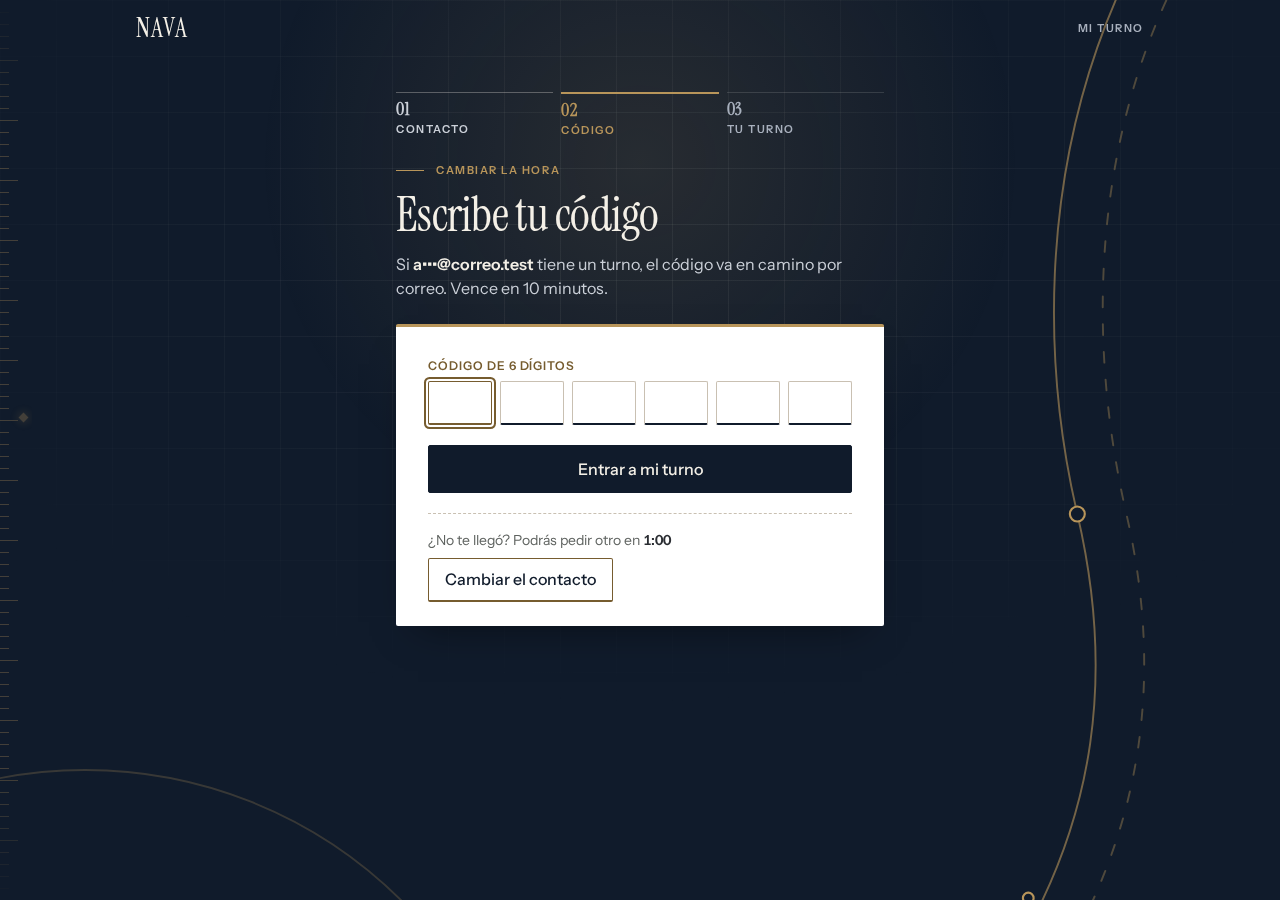 NAVA
MI TURNO
01
CONTACTO
02
CÓDIGO
03
TU TURNO
CAMBIAR LA HORA
Escribe tu código
Si a···@correo.test tiene un turno, el código va en camino por
correo. Vence en 10 minutos.
CÓDIGO DE 6 DÍGITOS
Entrar a mi turno
¿No te llegó? Podrás pedir otro en 1:00
Cambiar el contacto